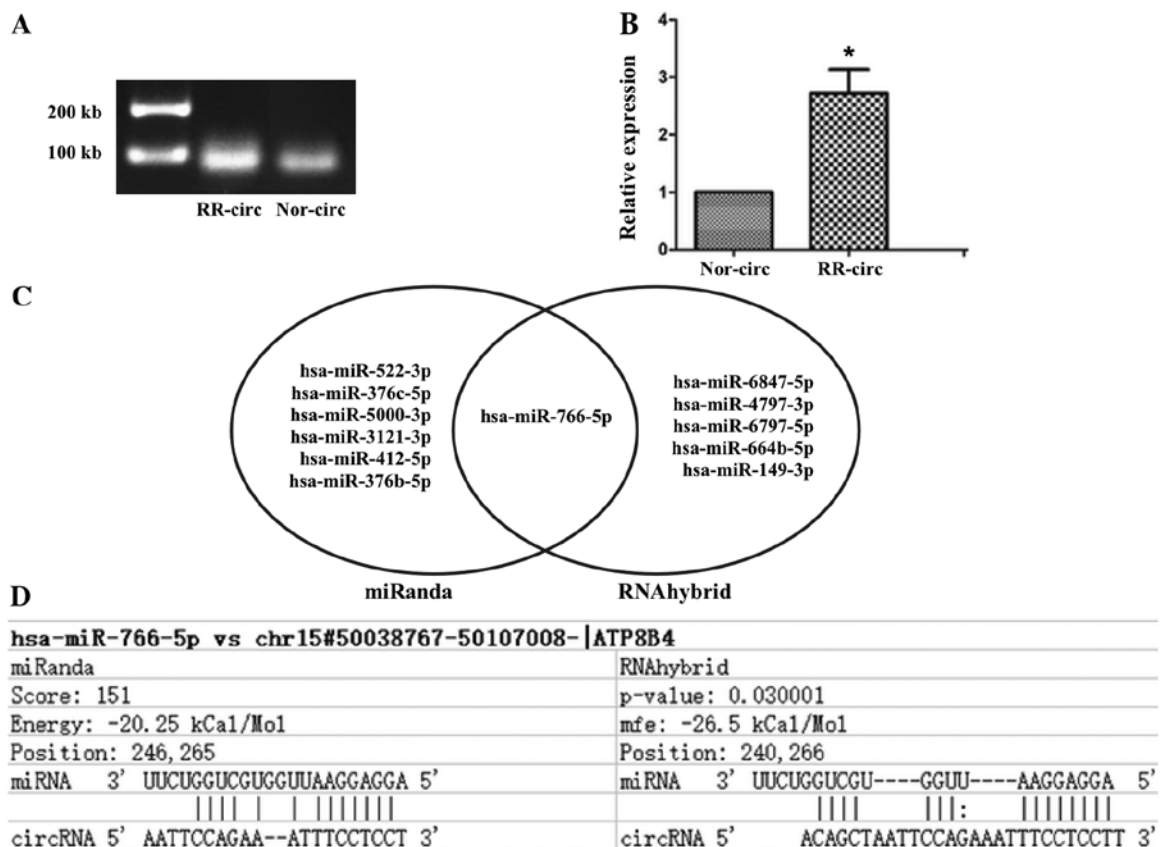 A
200 kb
100 kb
RR-circ Nor-circ
B
Relative expression
4
3
2
1
0
*
Nor-circ RR-circ
C
hsa-miR-522-3p
hsa-miR-376c-5p
hsa-miR-5000-3p
hsa-miR-3121-3p
hsa-miR-412-5p
hsa-miR-376b-5p
hsa-miR-766-5p
hsa-miR-6847-5p
hsa-miR-4797-3p
hsa-miR-6797-5p
hsa-miR-664b-5p
hsa-miR-149-3p
miRanda RNAhybrid
D
hsa-miR-766-5p vs chr15#50038767-50107008-|ATP8B4
miRanda
Score: 151
Energy: -20.25 kCal/Mol
Position: 246,265
miRNA 3' UUCUGGUCGUGGUUAAGGAGGA 5'
|||| | | |||||||
circRNA 5' AATTCCAGAA--ATTTCCTCCT 3'
RNAhybrid
p-value: 0.030001
mfe: -26.5 kCal/Mol
Position: 240,266
miRNA 3' UUCUGGUCGU----GGUU----AAGGAGGA 5'
|||| |||: ||||||||
circRNA 5' ACAGCTAATTCCAGAAATTTCCTCCTT 3'